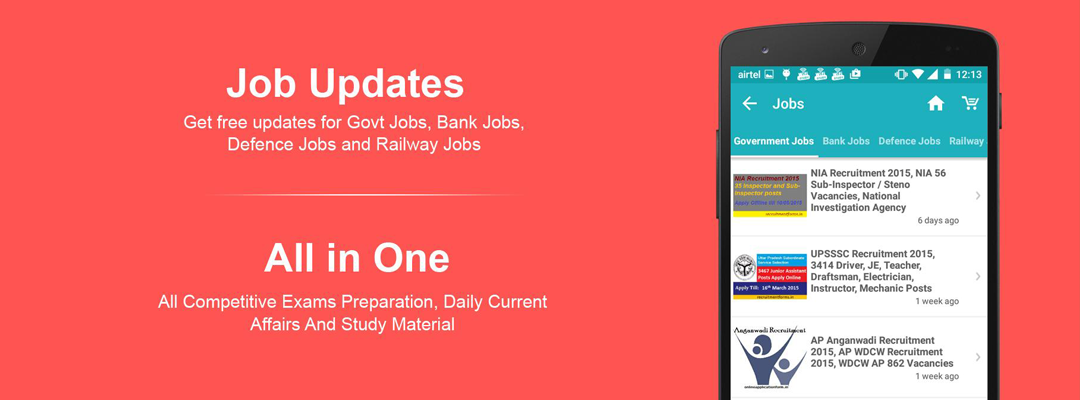 Job Updates
Get free updates for Govt Jobs, Bank Jobs,
Defence Jobs and Railway Jobs
All in One
All Competitive Exams Preparation, Daily Current
Affairs And Study Material
airtel 12:13
Jobs
Government Jobs Bank Jobs Defence Jobs Railway
NIA Recruitment 2015
25 Inspector and Sub-
Inspector posts
NIA Recruitment 2015, NIA 56
Sub-Inspector / Steno
Vacancies, National
Investigation Agency
6 days ago
Uttar Pradesh Subordinate
Service Selection
3467 Junior Assistant
Posts Apply Online
Apply Till: 16th March 2015
UPSSSC Recruitment 2015,
3414 Driver, JE, Teacher,
Draftsman, Electrician,
Instructor, Mechanic Posts
1 week ago
Anganwadi Recruitment
AP Anganwadi Recruitment
2015, AP WDCW Recruitment
2015, WDCW AP 862 Vacancies
1 week ago